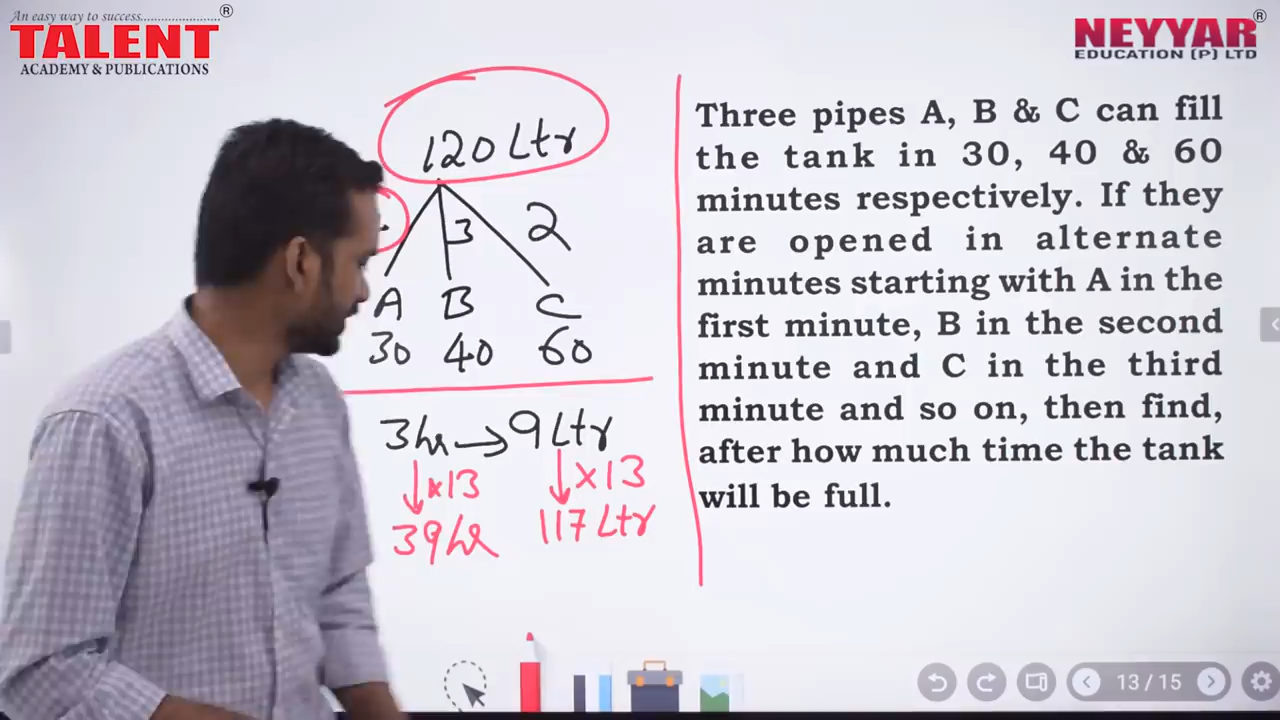 An easy way to success.....................®
TALENT
ACADEMY & PUBLICATIONS
NEYYAR®
EDUCATION (P) LTD
120 Ltr
3 2
A B C
30 40 60
3hr → 9 Ltr
↓ ×13 ↓ ×13
39hr 117 Ltr
Three pipes A, B & C can fill
the tank in 30, 40 & 60
minutes respectively. If they
are opened in alternate
minutes starting with A in the
first minute, B in the second
minute and C in the third
minute and so on, then find,
after how much time the tank
will be full.
13 / 15